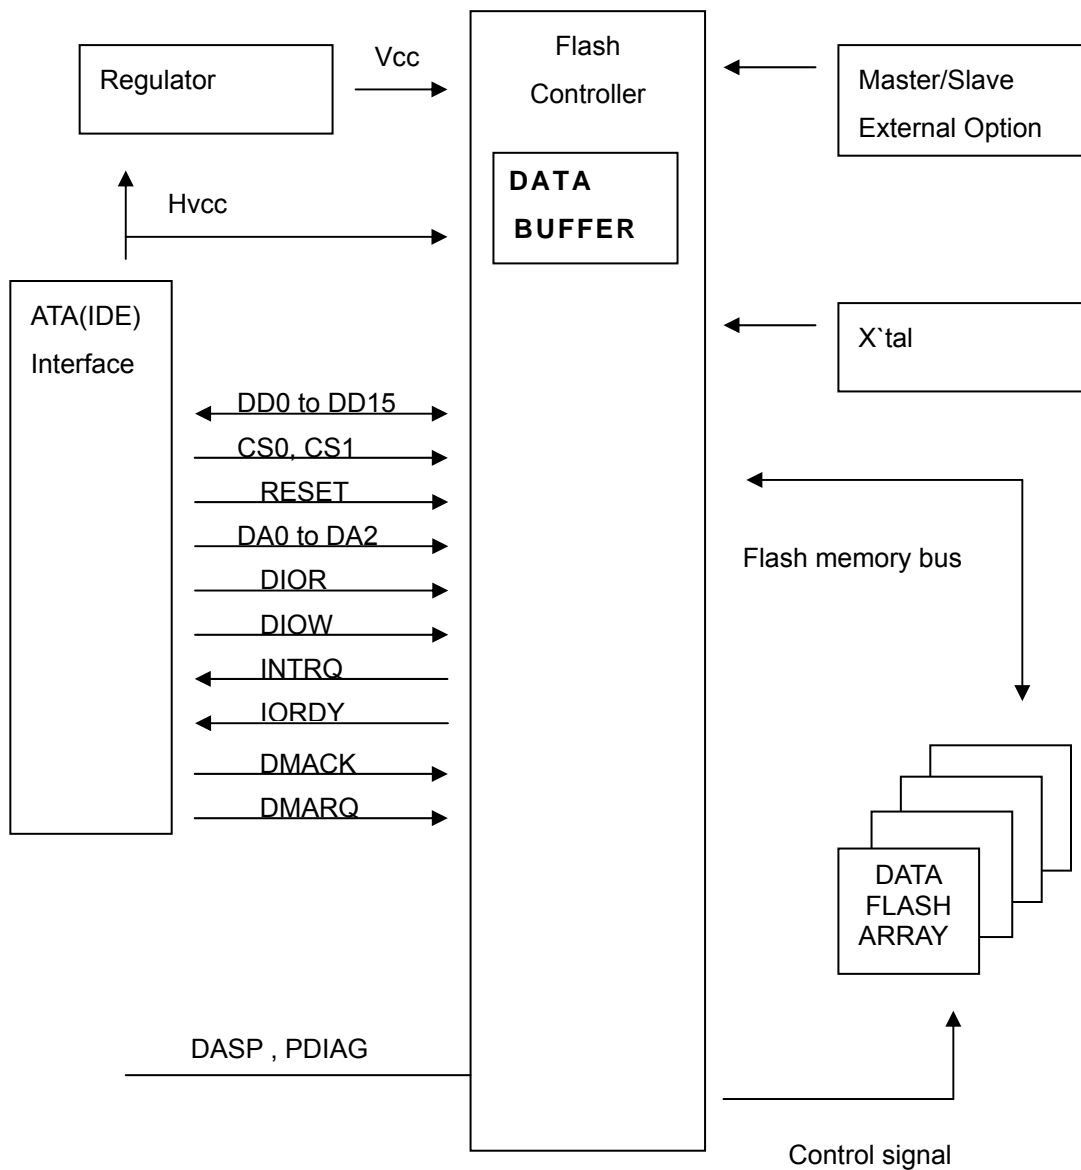 Regulator
Vcc
Flash
Controller
Master/Slave
External Option
DATA
BUFFER
Hvcc
ATA(IDE)
Interface
X`tal
DD0 to DD15
CS0, CS1
RESET
DA0 to DA2
DIOR
DIOW
INTRQ
IORDY
DMACK
DMARQ
Flash memory bus
DATA
FLASH
ARRAY
DASP , PDIAG
Control signal